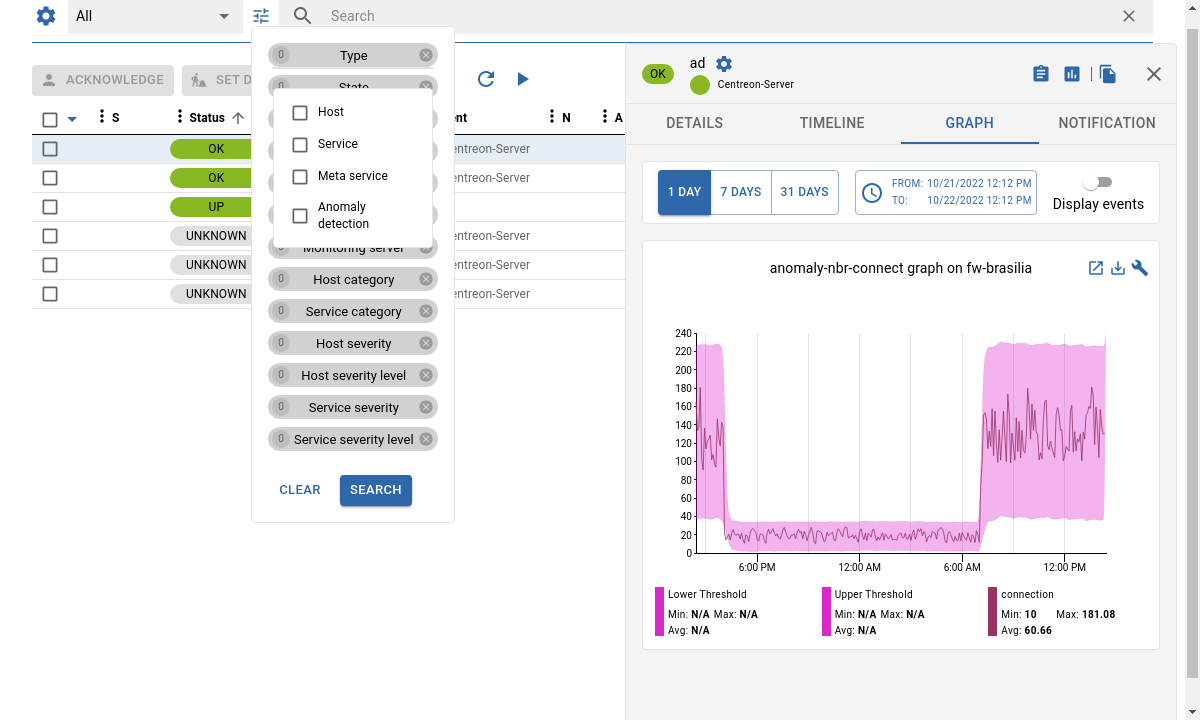 All
Search
0 Type
0 State
Host
Service
Meta service
Anomaly
detection
Monitoring server
0 Host category
0 Service category
0 Host severity
0 Host severity level
0 Service severity
0 Service severity level
CLEAR
SEARCH
ACKNOWLEDGE
SET D
S
Status
N
A
OK
OK
UP
UNKNOWN
UNKNOWN
UNKNOWN
entreon-Server
entreon-Server
entreon-Server
entreon-Server
entreon-Server
OK
ad
Centreon-Server
DETAILS
TIMELINE
GRAPH
NOTIFICATION
1 DAY
7 DAYS
31 DAYS
FROM: 10/21/2022 12:12 PM
TO: 10/22/2022 12:12 PM
Display events
anomaly-nbr-connect graph on fw-brasilia
240
220
200
180
160
140
120
100
80
60
40
20
0
6:00 PM
12:00 AM
6:00 AM
12:00 PM
Lower Threshold
Min: N/A Max: N/A
Avg: N/A
Upper Threshold
Min: N/A Max: N/A
Avg: N/A
connection
Min: 10 Max: 181.08
Avg: 60.66